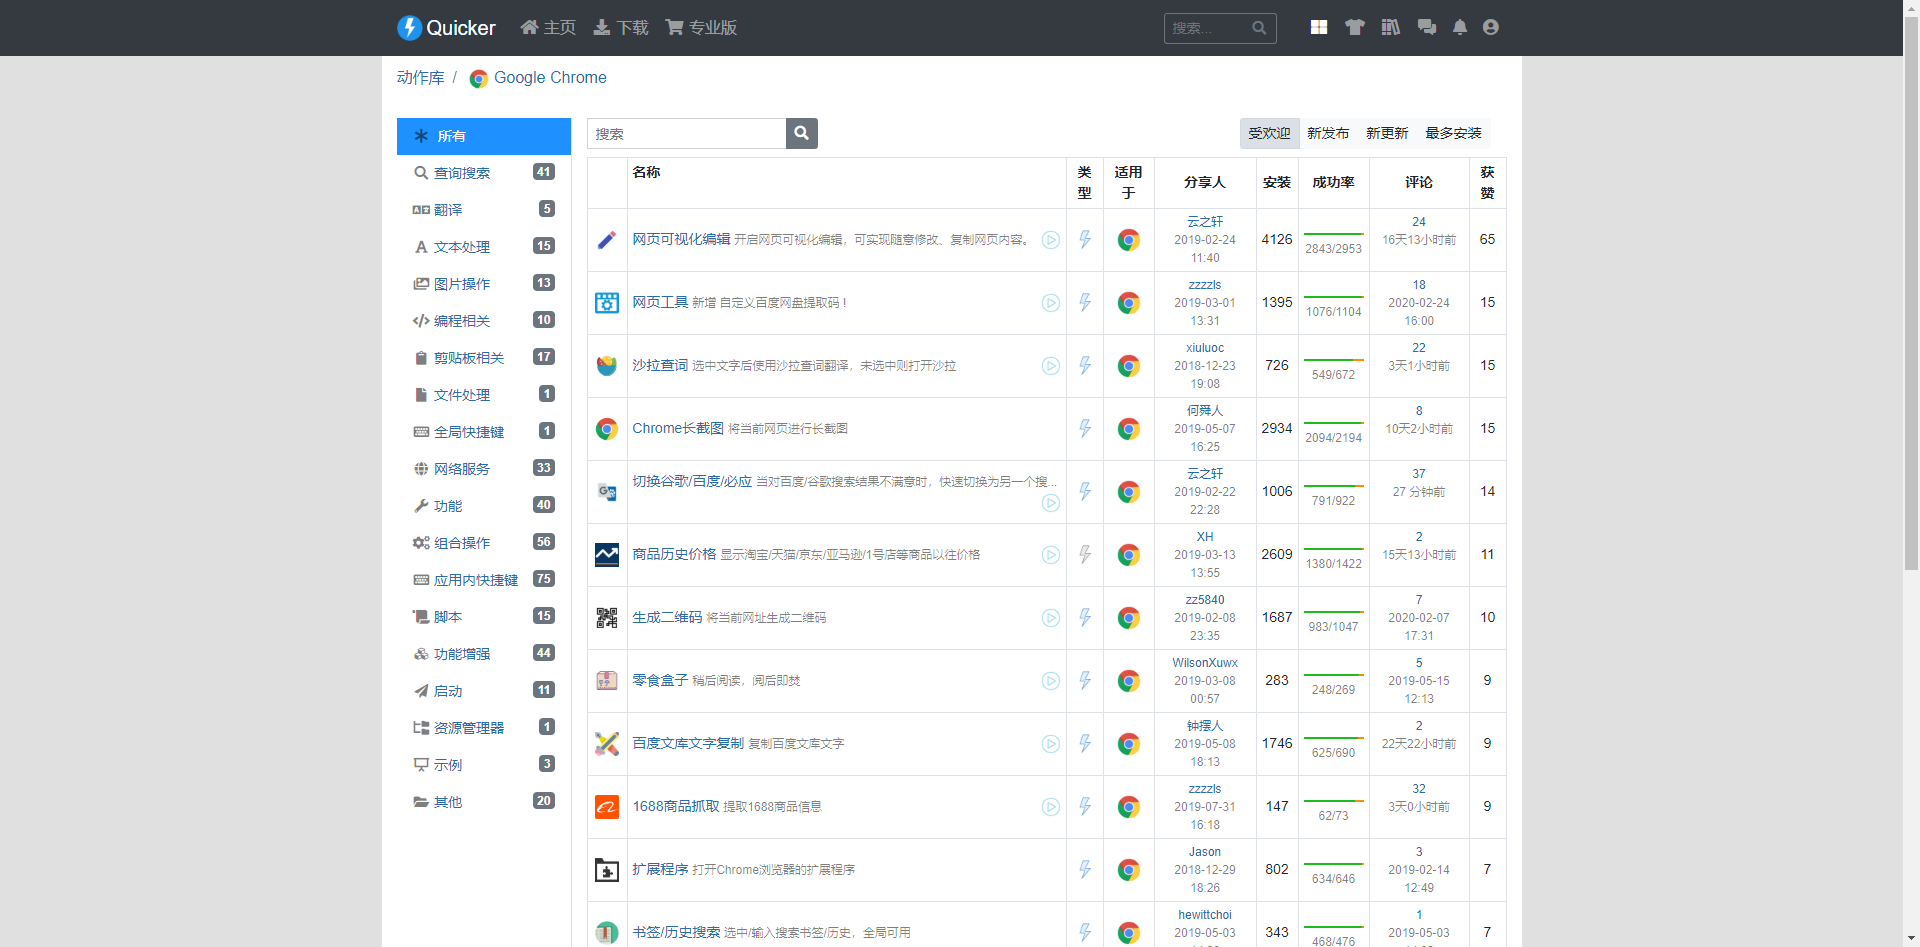 Quicker 主页 下载 专业版 搜索...
动作库 / Google Chrome
所有
查询搜索 41
翻译 5
文本处理 15
图片操作 13
编程相关 10
剪贴板相关 17
文件处理 1
全局快捷键 1
网络服务 33
功能 40
组合操作 56
应用内快捷键 75
脚本 15
功能增强 44
启动 11
资源管理器 1
示例 3
其他 20
搜索
受欢迎 新发布 新更新 最多安装
名称 类型 适用于 分享人 安装 成功率 评论 获赞
网页可视化编辑 开启网页可视化编辑，可实现随意修改、复制网页内容。
云之轩
2019-02-24
11:40
4126
2843/2953
24
16天13小时前
65
网页工具 新增 自定义百度网盘提取码！
zzzzls
2019-03-01
13:31
1395
1076/1104
18
2020-02-24
16:00
15
沙拉查词 选中文字后使用沙拉查词翻译，未选中则打开沙拉
xiuluoc
2018-12-23
19:08
726
549/672
22
3天1小时前
15
Chrome长截图 将当前网页进行长截图
何舜人
2019-05-07
16:25
2934
2094/2194
8
10天2小时前
15
切换谷歌/百度/必应 当对百度/谷歌搜索结果不满意时，快速切换为另一个搜...
云之轩
2019-02-22
22:28
1006
791/922
37
27 分钟前
14
商品历史价格 显示淘宝/天猫/京东/亚马逊/1号店等商品以往价格
XH
2019-03-13
13:55
2609
1380/1422
2
15天13小时前
11
生成二维码 将当前网址生成二维码
zz5840
2019-02-08
23:35
1687
983/1047
7
2020-02-07
17:31
10
零食盒子 稍后阅读，阅后即焚
WilsonXuwx
2019-03-08
00:57
283
248/269
5
2019-05-15
12:13
9
百度文库文字复制 复制百度文库文字
钟摆人
2019-05-08
18:13
1746
625/690
2
22天22小时前
9
1688商品抓取 提取1688商品信息
zzzzls
2019-07-31
16:18
147
62/73
32
3天0小时前
9
扩展程序 打开Chrome浏览器的扩展程序
Jason
2018-12-29
18:26
802
634/646
3
2019-02-14
12:49
7
书签/历史搜索 选中/输入搜索书签/历史，全局可用
hewittchoi
2019-05-03
343
468/476
1
2019-05-03
7